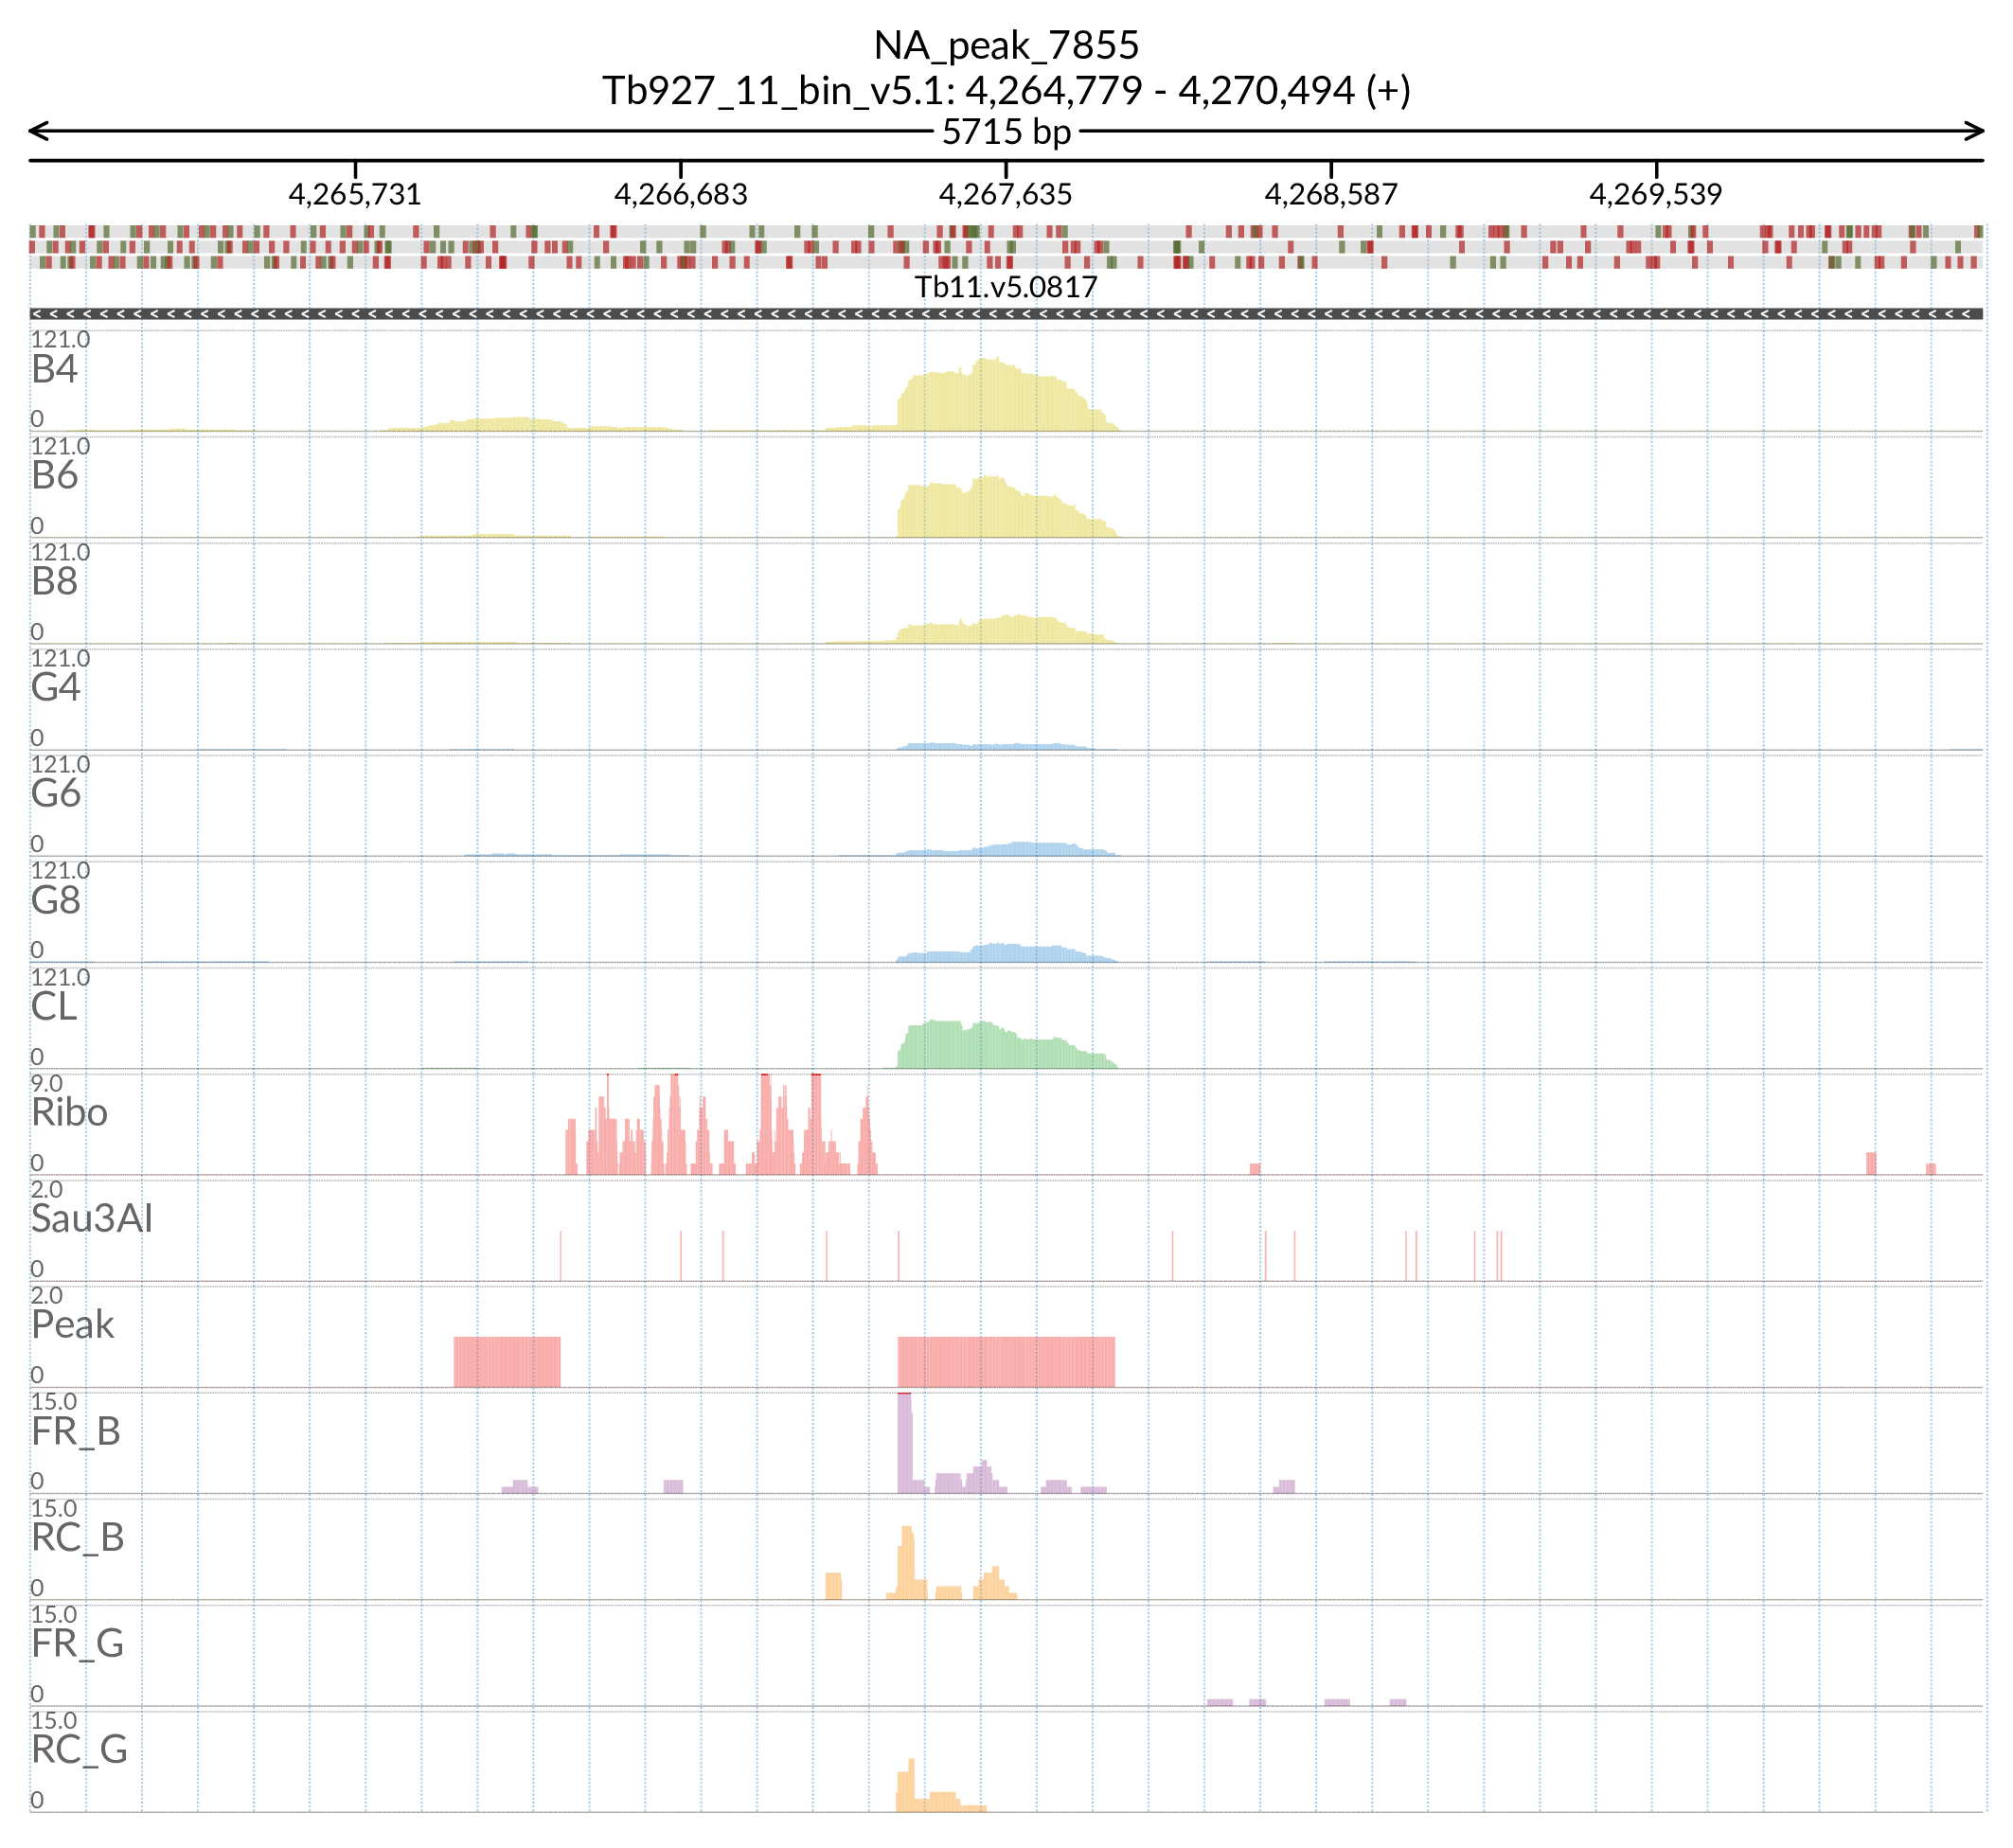 NA_peak_7855
Tb927_11_bin_v5.1: 4,264,779 - 4,270,494 (+)
5715 bp
4,265,731 4,266,683 4,267,635 4,268,587 4,269,539
Tb11.v5.0817
121.0
B4
0
121.0
B6
0
121.0
B8
0
121.0
G4
0
121.0
G6
0
121.0
G8
0
121.0
CL
0
9.0
Ribo
0
2.0
Sau3AI
0
2.0
Peak
0
15.0
FR_B
0
15.0
RC_B
0
15.0
FR_G
0
15.0
RC_G
0